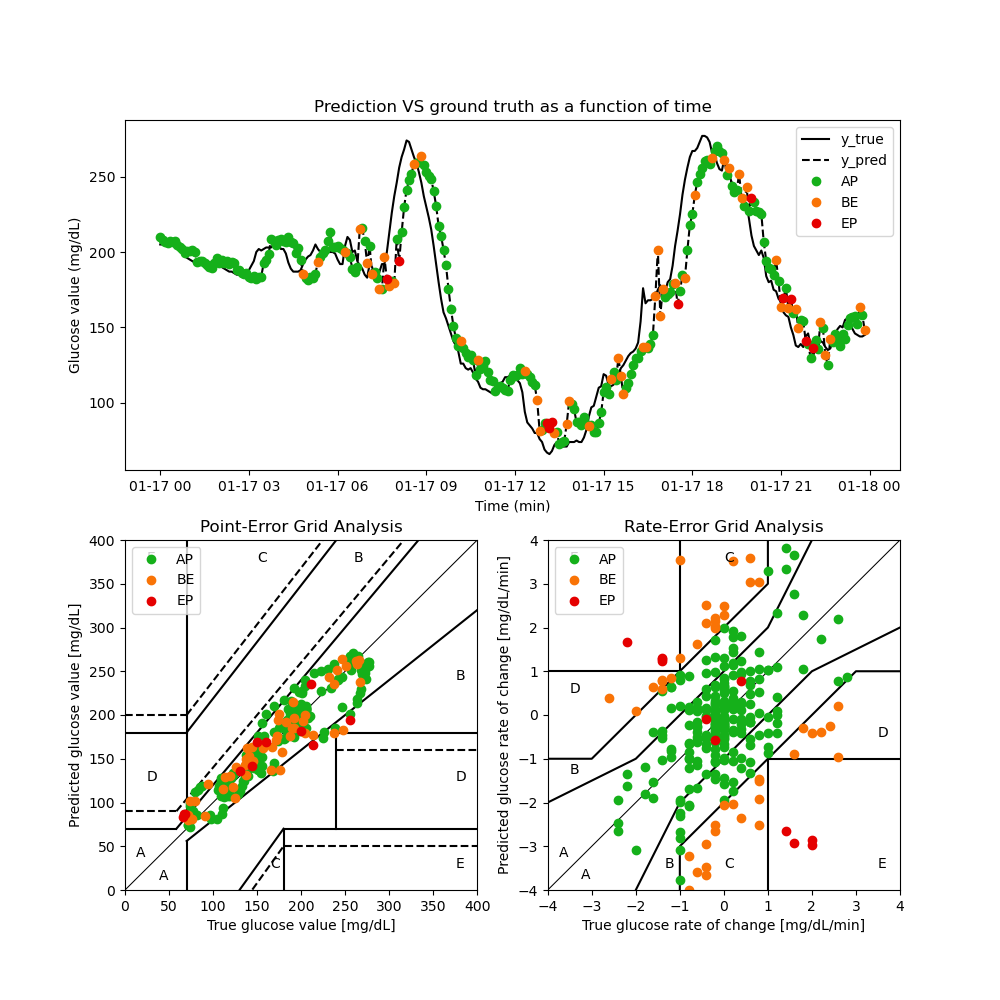 Prediction VS ground truth as a function of time
Glucose value (mg/dL)
250
200
150
100
y_true
y_pred
AP
BE
EP
01-17 00 01-17 03 01-17 06 01-17 09 01-17 12 01-17 15 01-17 18 01-17 21 01-18 00
Time (min)
Point-Error Grid Analysis
Predicted glucose value [mg/dL]
400
350
300
250
200
150
100
50
0
AP
BE
EP
C
B
B
D
D
A
A
C
E
0 50 100 150 200 250 300 350 400
True glucose value [mg/dL]
Rate-Error Grid Analysis
Predicted glucose rate of change [mg/dL/min]
4
3
2
1
0
−1
−2
−3
−4
AP
BE
EP
C
D
D
B
A
A
B
C
E
−4 −3 −2 −1 0 1 2 3 4
True glucose rate of change [mg/dL/min]